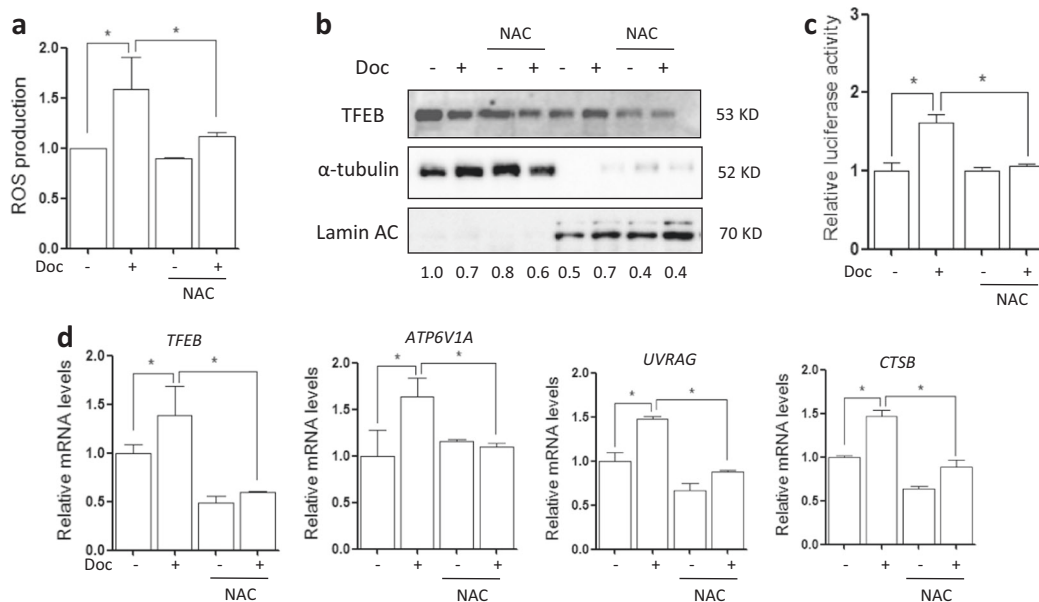 a
* *
ROS production
2.0
1.5
1.0
0.5
0.0
Doc - + - +
NAC
b
NAC NAC
Doc - + - + - + - +
TFEB 53 KD
α-tubulin 52 KD
Lamin AC 70 KD
1.0 0.7 0.8 0.6 0.5 0.7 0.4 0.4
c
* *
Relative luciferase activity
3
2
1
0
Doc - + - +
NAC
d
TFEB
* *
Relative mRNA levels
2.0
1.5
1.0
0.5
0.0
Doc - + - +
NAC
ATP6V1A
* *
Relative mRNA levels
2.0
1.5
1.0
0.5
0.0
- + - +
NAC
UVRAG
* *
Relative mRNA levels
2.0
1.5
1.0
0.5
0.0
- + - +
NAC
CTSB
* *
Relative mRNA levels
2.0
1.5
1.0
0.5
0.0
- + - +
NAC